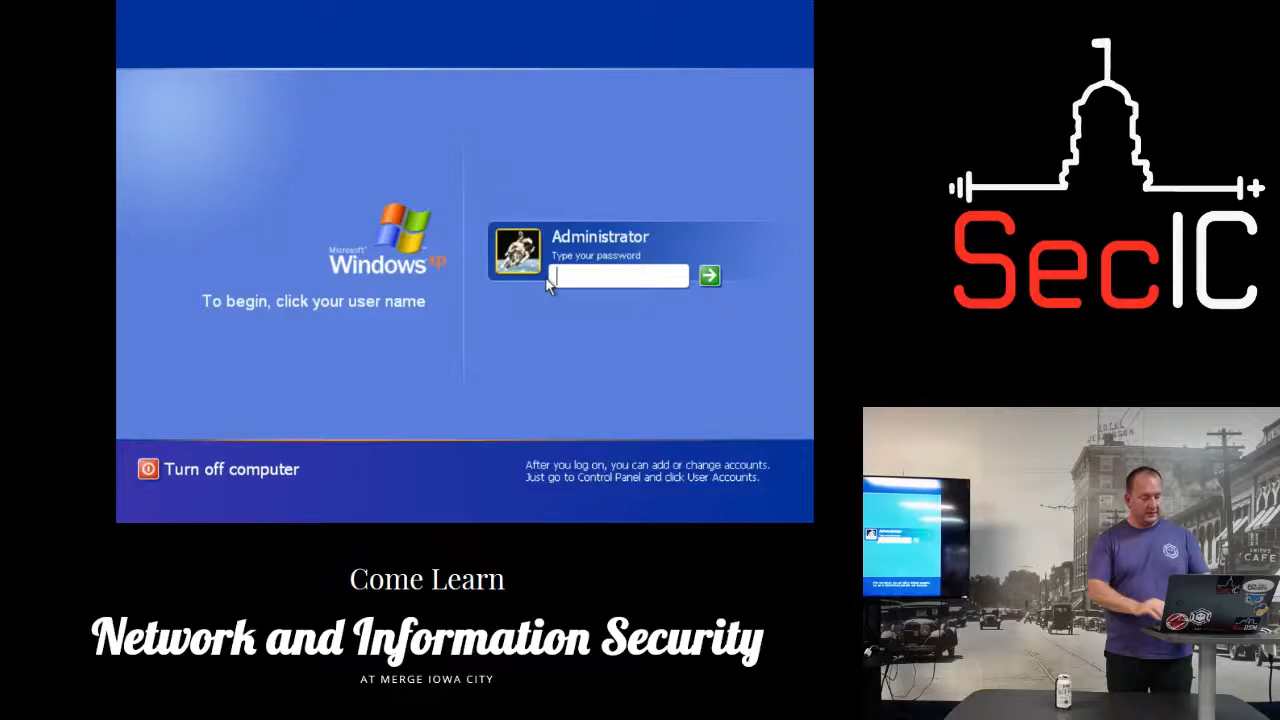 Microsoft
Windows xp
To begin, click your user name
Administrator
Type your password
Turn off computer
After you log on, you can add or change accounts.
Just go to Control Panel and click User Accounts.
SecIC
Come Learn
Network and Information Security
AT MERGE IOWA CITY
HOTEL
CAFE